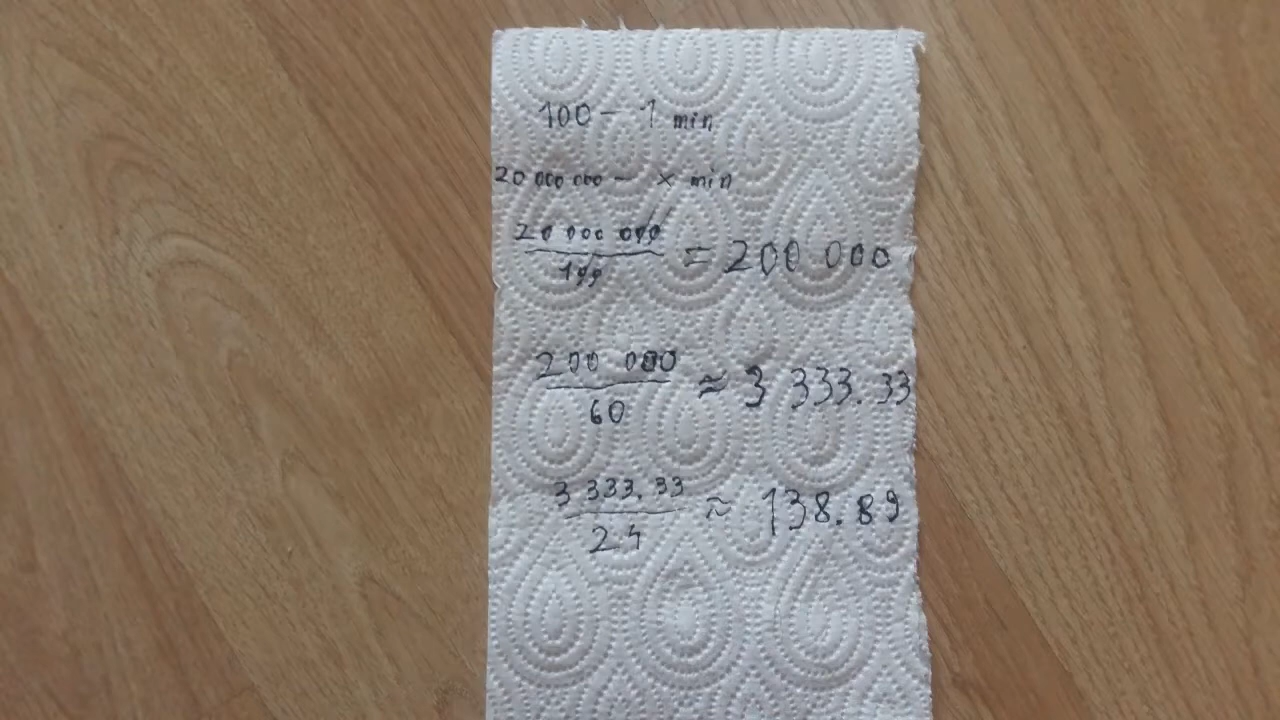 100 - 1 min
20 000 000 - x min
20 000 000 / 100 = 200 000
200 000 / 60 ≈ 3 333.33
3 333.33 / 24 ≈ 138.89